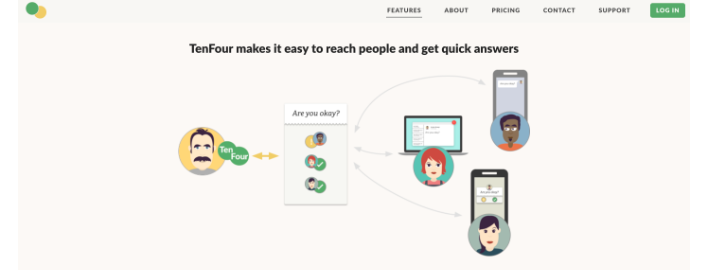 FEATURES ABOUT PRICING CONTACT SUPPORT LOG IN
TenFour makes it easy to reach people and get quick answers
Are you okay?
Ten
Four